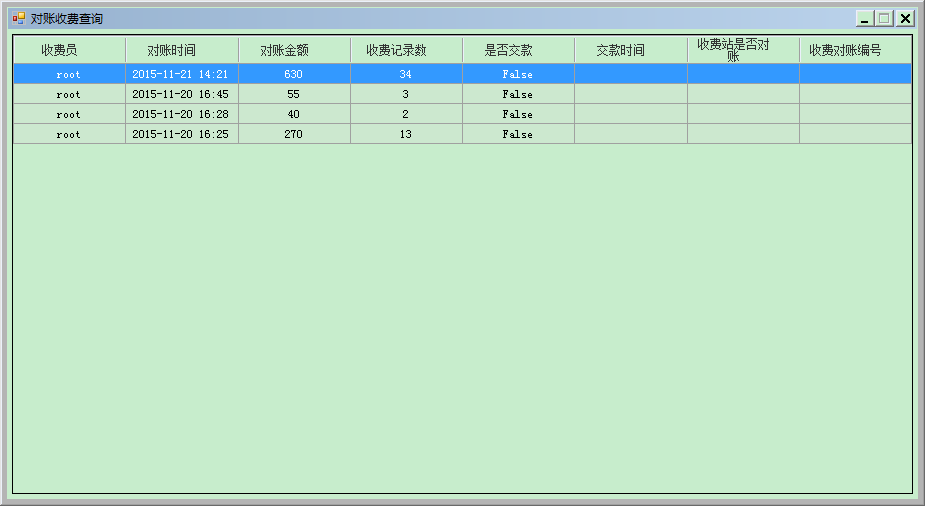 对账收费查询
收费员 对账时间 对账金额 收费记录数 是否交款 交款时间 收费站是否对账 收费对账编号
root 2015-11-21 14:21 630 34 False
root 2015-11-20 16:45 55 3 False
root 2015-11-20 16:28 40 2 False
root 2015-11-20 16:25 270 13 False